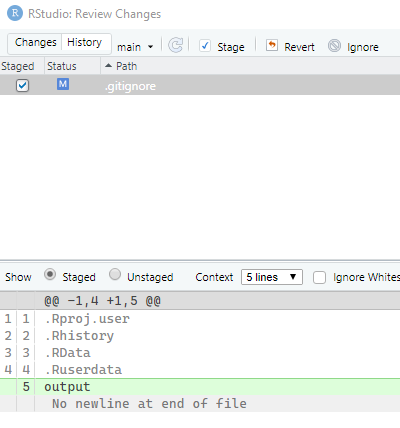 R RStudio: Review Changes
Changes History main Stage Revert Ignore
Staged Status Path
M .gitignore
Show Staged Unstaged Context 5 lines Ignore Whites
@@ -1,4 +1,5 @@
1 1 .Rproj.user
2 2 .Rhistory
3 3 .RData
4 4 .Ruserdata
5 output
No newline at end of file